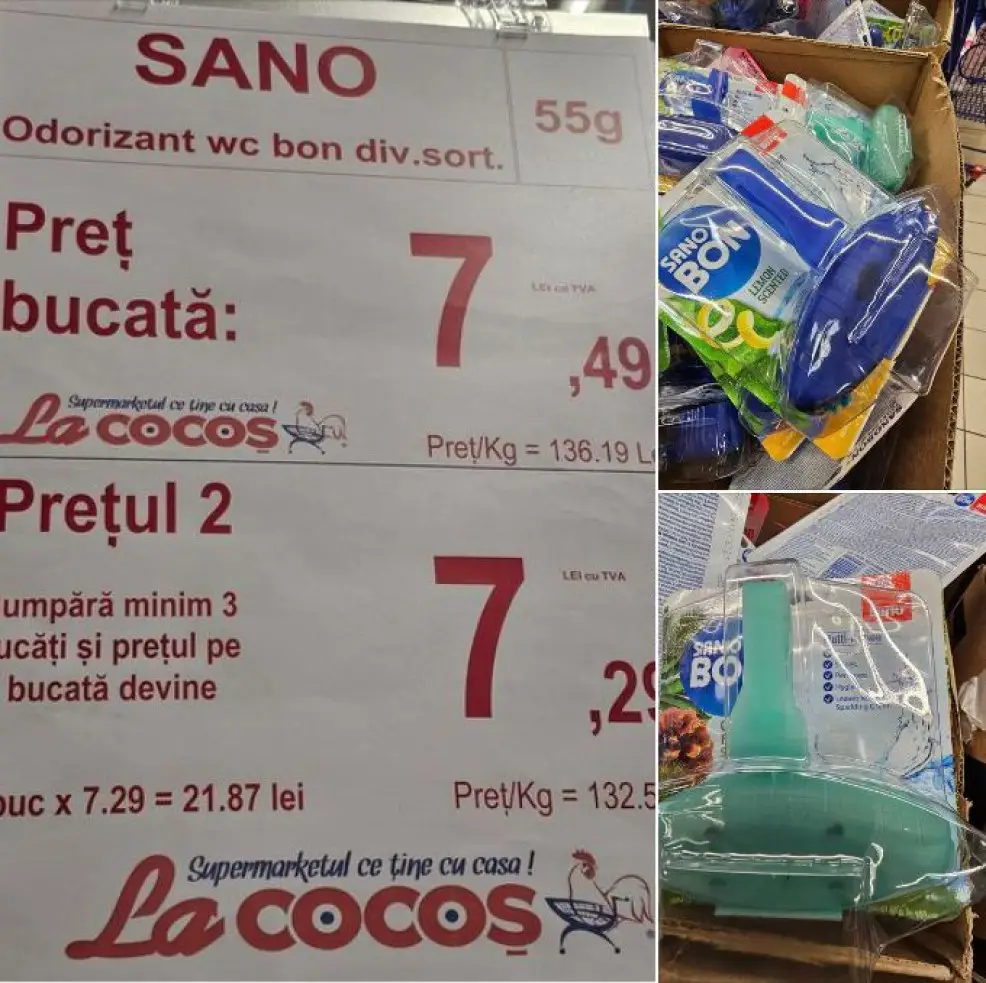 SANO
55g
Odorizant wc bon div.sort.
Preț
bucată:
7
LEI cu TVA
,49
Supermarketul ce ține cu casa!
La COCOȘ
Preț/Kg = 136.19 L
Prețul 2
7
LEI cu TVA
,29
umpără minim 3
ucăți și prețul pe
bucată devine
buc x 7.29 = 21.87 lei
Preț/Kg = 132.5
Supermarketul ce ține cu casa!
La COCOȘ
SANO
BON
LEMON
SCENTED
SANO
BO